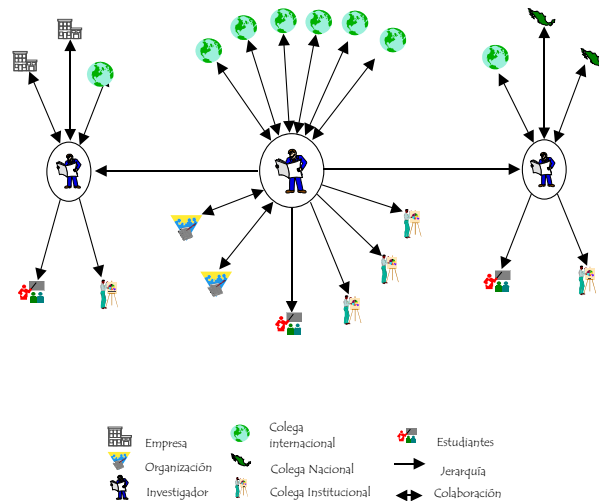 Empresa
Colega
internacional
Estudiantes
Organización
Colega Nacional
Jerarquía
Investigador
Colega Institucional
Colaboración